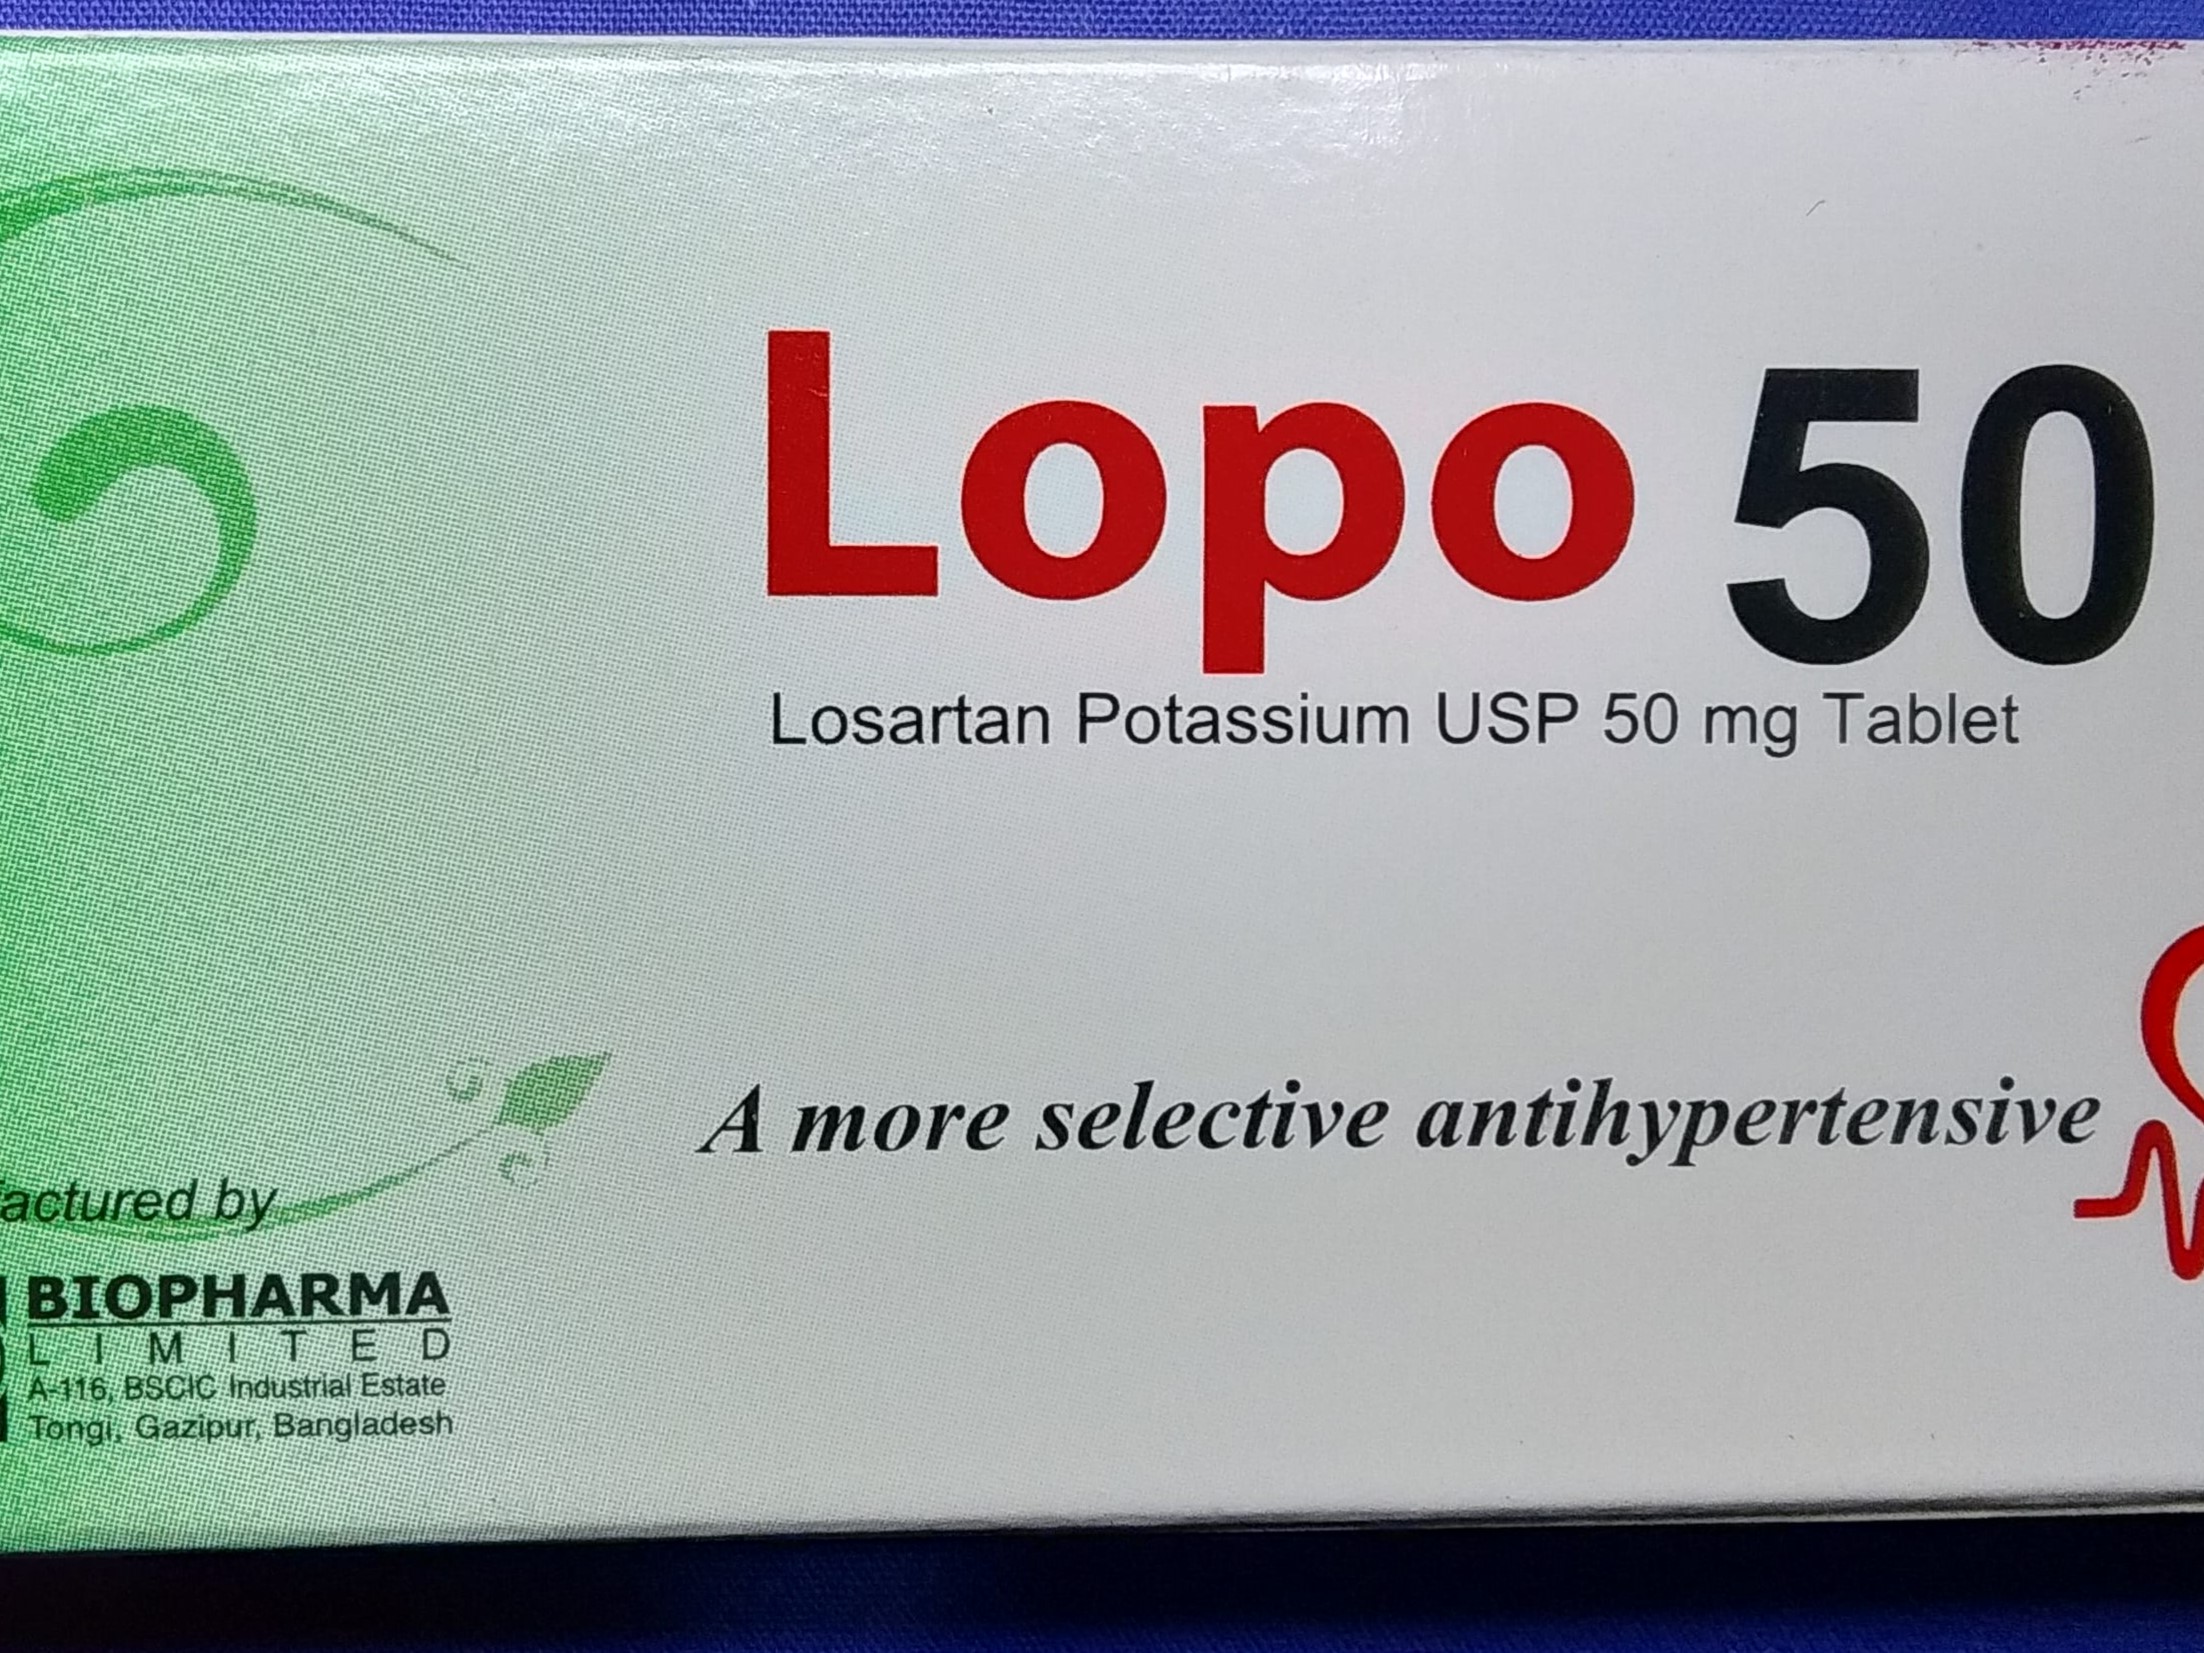 Lopo 50
Losartan Potassium USP 50 mg Tablet
A more selective antihypertensive
actured by
BIOPHARMA
LIMITED
A-116, BSCIC Industrial Estate
Tongi, Gazipur, Bangladesh